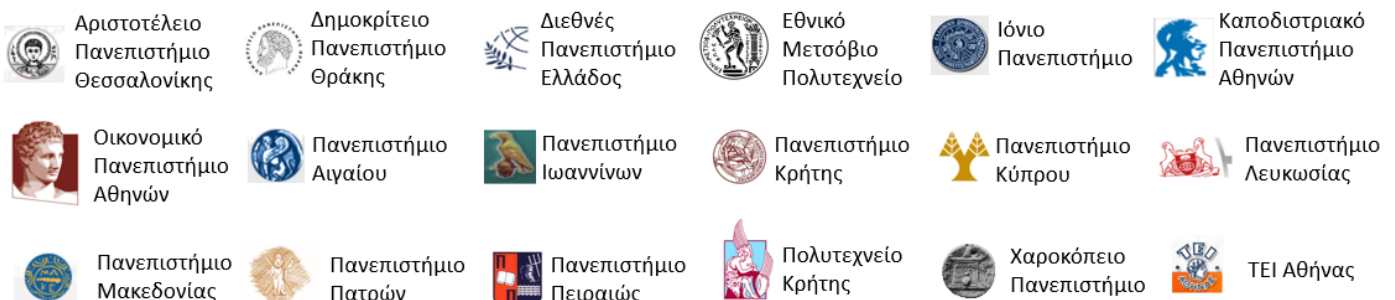 Αριστοτέλειο
Πανεπιστήμιο
Θεσσαλονίκης
Δημοκρίτειο
Πανεπιστήμιο
Θράκης
Διεθνές
Πανεπιστήμιο
Ελλάδος
Εθνικό
Μετσόβιο
Πολυτεχνείο
Ιόνιο
Πανεπιστήμιο
Καποδιστριακό
Πανεπιστήμιο
Αθηνών
Οικονομικό
Πανεπιστήμιο
Αθηνών
Πανεπιστήμιο
Αιγαίου
Πανεπιστήμιο
Ιωαννίνων
Πανεπιστήμιο
Κρήτης
Πανεπιστήμιο
Κύπρου
Πανεπιστήμιο
Λευκωσίας
Πανεπιστήμιο
Μακεδονίας
Πανεπιστήμιο
Πατρών
Π
Π
Πανεπιστήμιο
Πειραιώς
Πολυτεχνείο
Κρήτης
Χαροκόπειο
Πανεπιστήμιο
ΤΕΙ
ΑΘΗΝΑΣ
ΤΕΙ Αθήνας